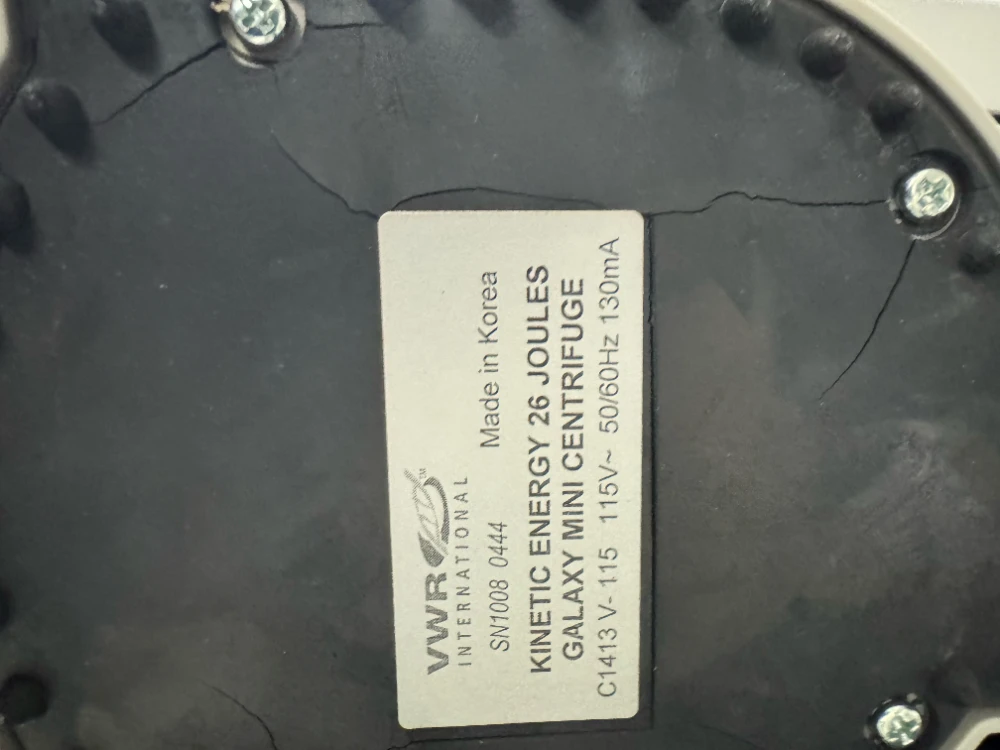 VWR™
INTERNATIONAL
SN1008 0444 Made in Korea
KINETIC ENERGY 26 JOULES
GALAXY MINI CENTRIFUGE
C1413 V- 115 115V~ 50/60Hz 130mA